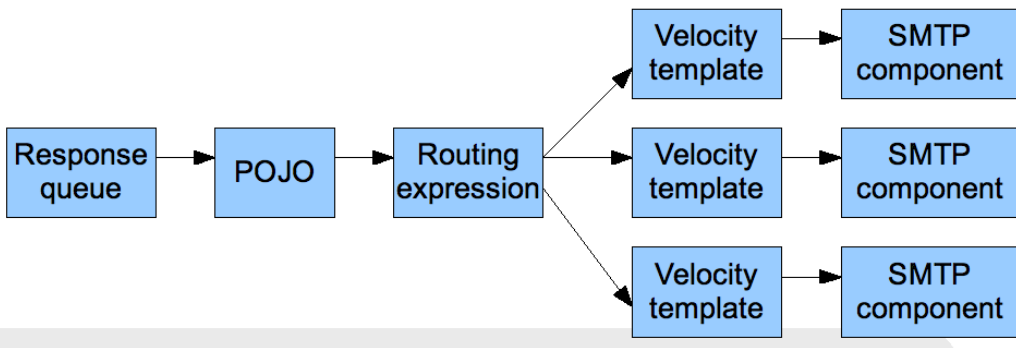 Velocity
template
SMTP
component
Response
queue
POJO
Routing
expression
Velocity
template
SMTP
component
Velocity
template
SMTP
component